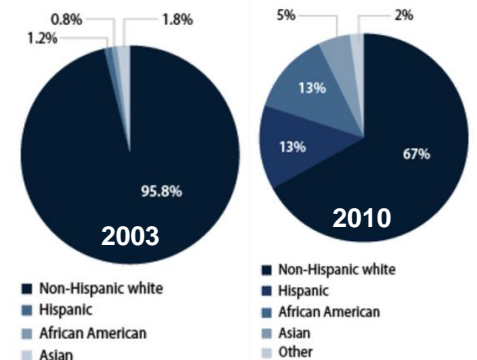 0.8%
1.8%
1.2%
95.8%
2003
Non-Hispanic white
Hispanic
African American
Asian
5%
2%
13%
13%
67%
2010
Non-Hispanic white
Hispanic
African American
Asian
Other